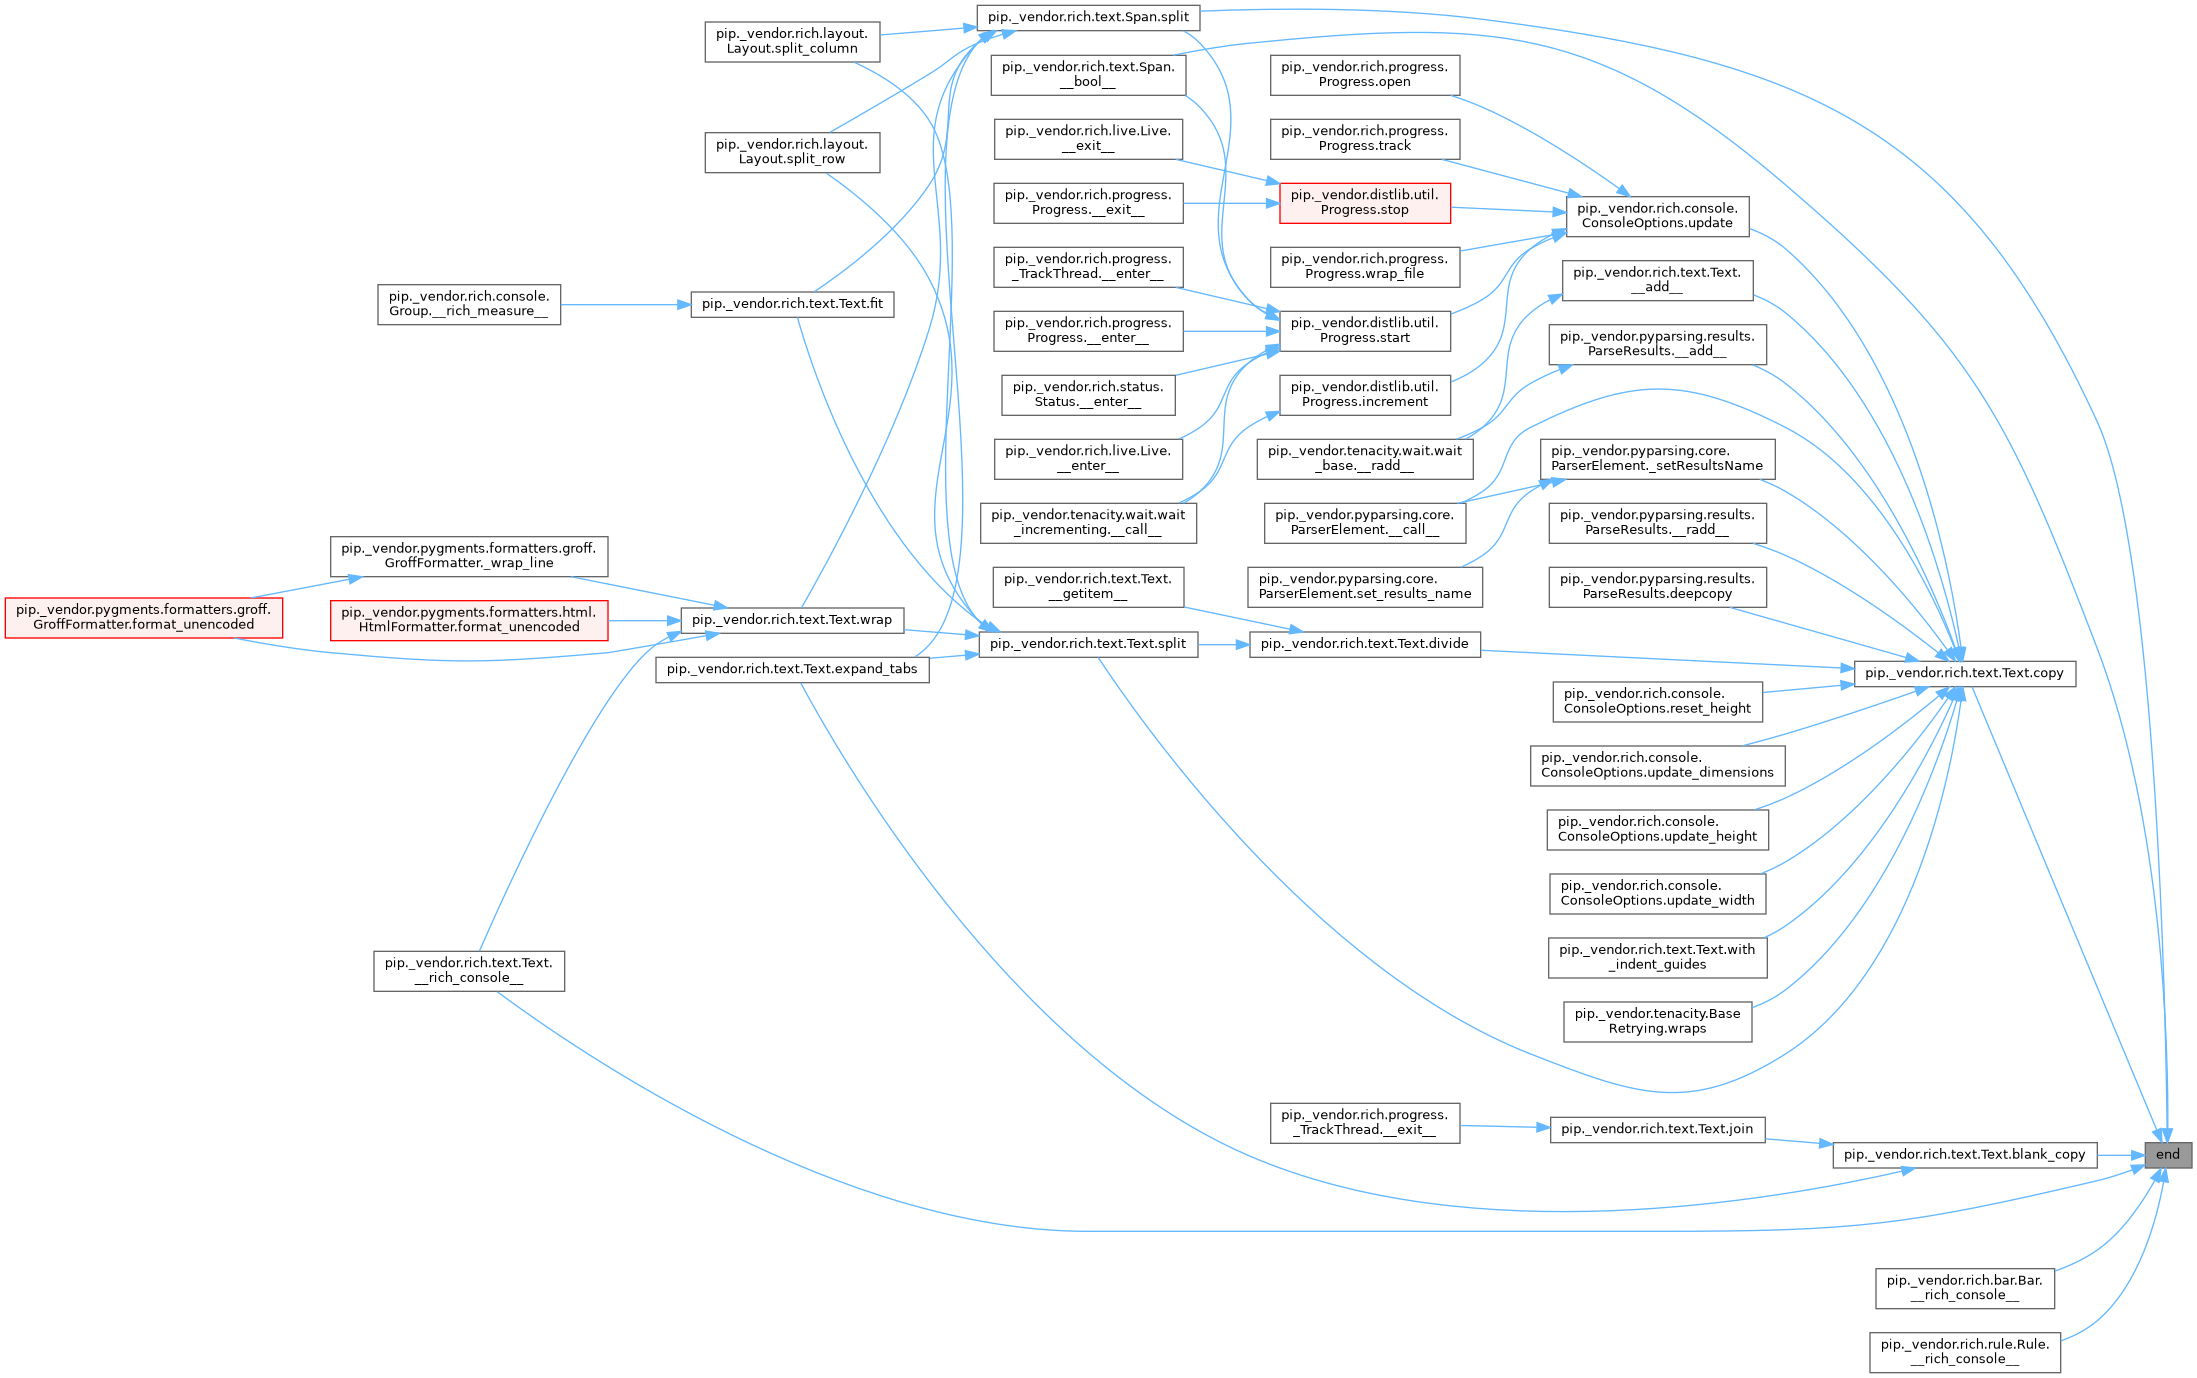 pip._vendor.rich.text.Span.split
pip._vendor.rich.layout.
Layout.split_column
pip._vendor.rich.text.Span.
__bool__
pip._vendor.rich.progress.
Progress.open
pip._vendor.rich.layout.
Layout.split_row
pip._vendor.rich.live.Live.
__exit__
pip._vendor.rich.progress.
Progress.track
pip._vendor.rich.progress.
Progress.__exit__
pip._vendor.distlib.util.
Progress.stop
pip._vendor.rich.console.
ConsoleOptions.update
pip._vendor.rich.progress.
_TrackThread.__enter__
pip._vendor.rich.progress.
Progress.wrap_file
pip._vendor.rich.text.Text.
__add__
pip._vendor.rich.console.
Group.__rich_measure__
pip._vendor.rich.text.Text.fit
pip._vendor.rich.progress.
Progress.__enter__
pip._vendor.distlib.util.
Progress.start
pip._vendor.pyparsing.results.
ParseResults.__add__
pip._vendor.rich.status.
Status.__enter__
pip._vendor.distlib.util.
Progress.increment
pip._vendor.rich.live.Live.
__enter__
pip._vendor.tenacity.wait.wait
_base.__radd__
pip._vendor.pyparsing.core.
ParserElement._setResultsName
pip._vendor.tenacity.wait.wait
_incrementing.__call__
pip._vendor.pyparsing.core.
ParserElement.__call__
pip._vendor.pyparsing.results.
ParseResults.__radd__
pip._vendor.pygments.formatters.groff.
GroffFormatter._wrap_line
pip._vendor.rich.text.Text.
__getitem__
pip._vendor.pyparsing.core.
ParserElement.set_results_name
pip._vendor.pyparsing.results.
ParseResults.deepcopy
pip._vendor.pygments.formatters.groff.
GroffFormatter.format_unencoded
pip._vendor.pygments.formatters.html.
HtmlFormatter.format_unencoded
pip._vendor.rich.text.Text.wrap
pip._vendor.rich.text.Text.split
pip._vendor.rich.text.Text.divide
pip._vendor.rich.text.Text.expand_tabs
pip._vendor.rich.text.Text.copy
pip._vendor.rich.console.
ConsoleOptions.reset_height
pip._vendor.rich.console.
ConsoleOptions.update_dimensions
pip._vendor.rich.console.
ConsoleOptions.update_height
pip._vendor.rich.console.
ConsoleOptions.update_width
pip._vendor.rich.text.Text.with
_indent_guides
pip._vendor.rich.text.Text.
__rich_console__
pip._vendor.tenacity.Base
Retrying.wraps
pip._vendor.rich.progress.
_TrackThread.__exit__
pip._vendor.rich.text.Text.join
pip._vendor.rich.text.Text.blank_copy
end
pip._vendor.rich.bar.Bar.
__rich_console__
pip._vendor.rich.rule.Rule.
__rich_console__